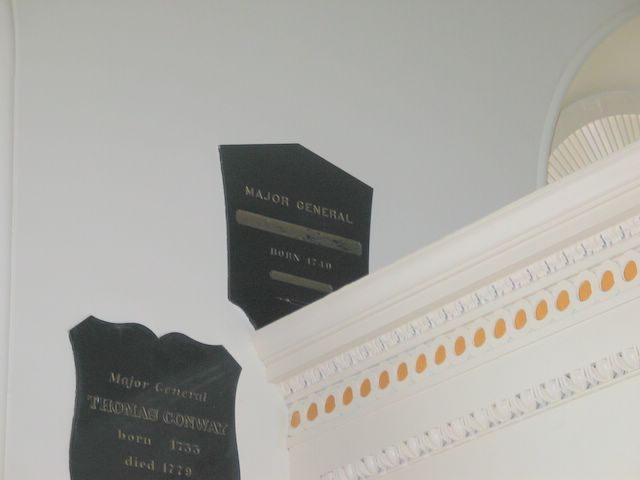 MAJOR GENERAL
BORN 1740
Major General
THOMAS CONWAY
born 1733
died 1779